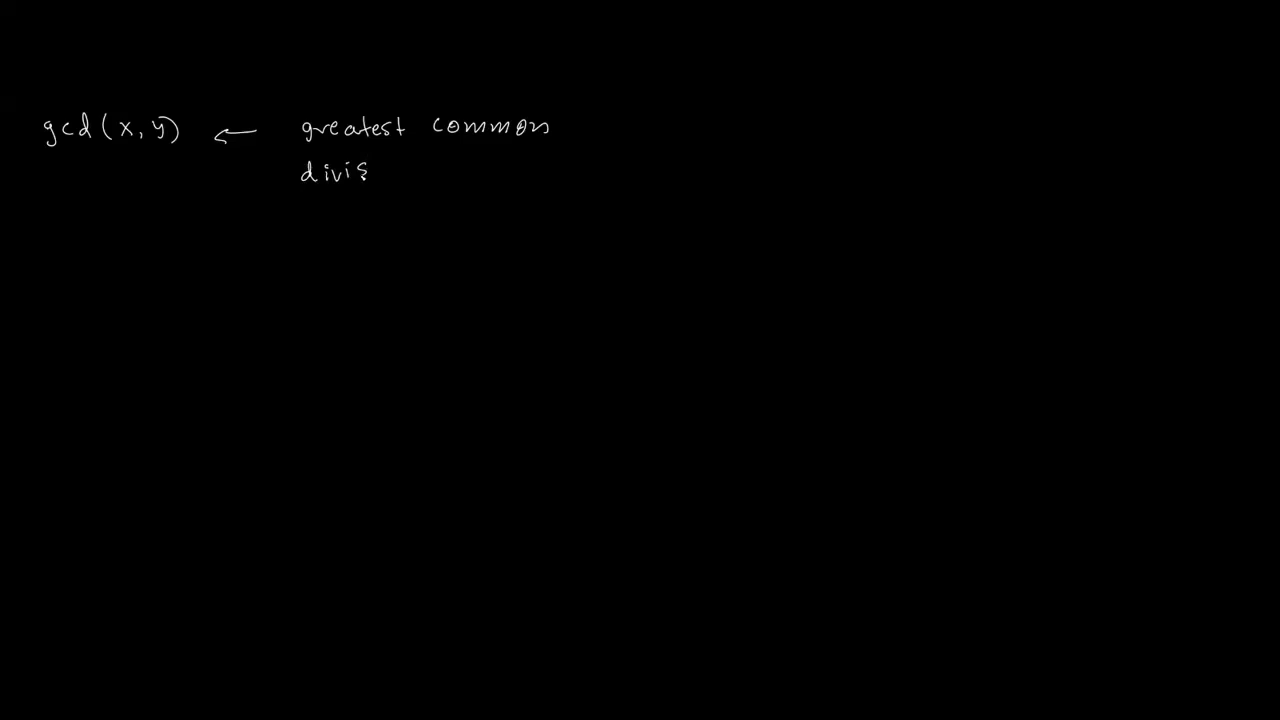 gcd(x, y) ← greatest common
divis